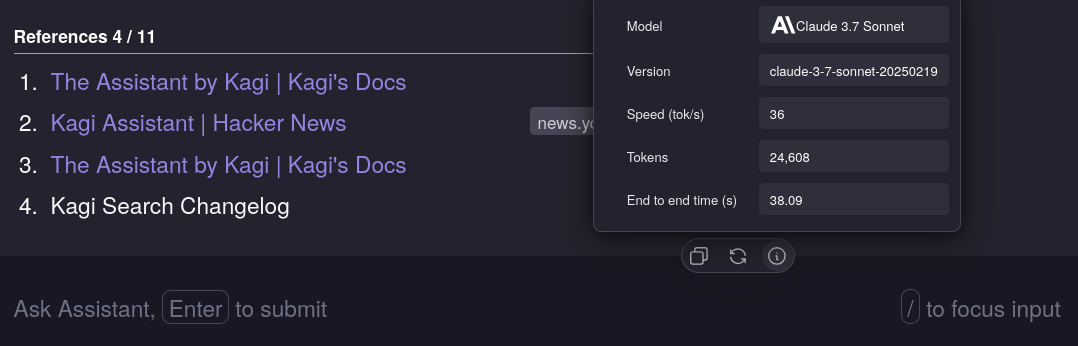 References 4 / 11
1. The Assistant by Kagi | Kagi's Docs
2. Kagi Assistant | Hacker News
news.yc
3. The Assistant by Kagi | Kagi's Docs
4. Kagi Search Changelog
Model Claude 3.7 Sonnet
Version claude-3-7-sonnet-20250219
Speed (tok/s) 36
Tokens 24,608
End to end time (s) 38.09
Ask Assistant, Enter to submit
/ to focus input